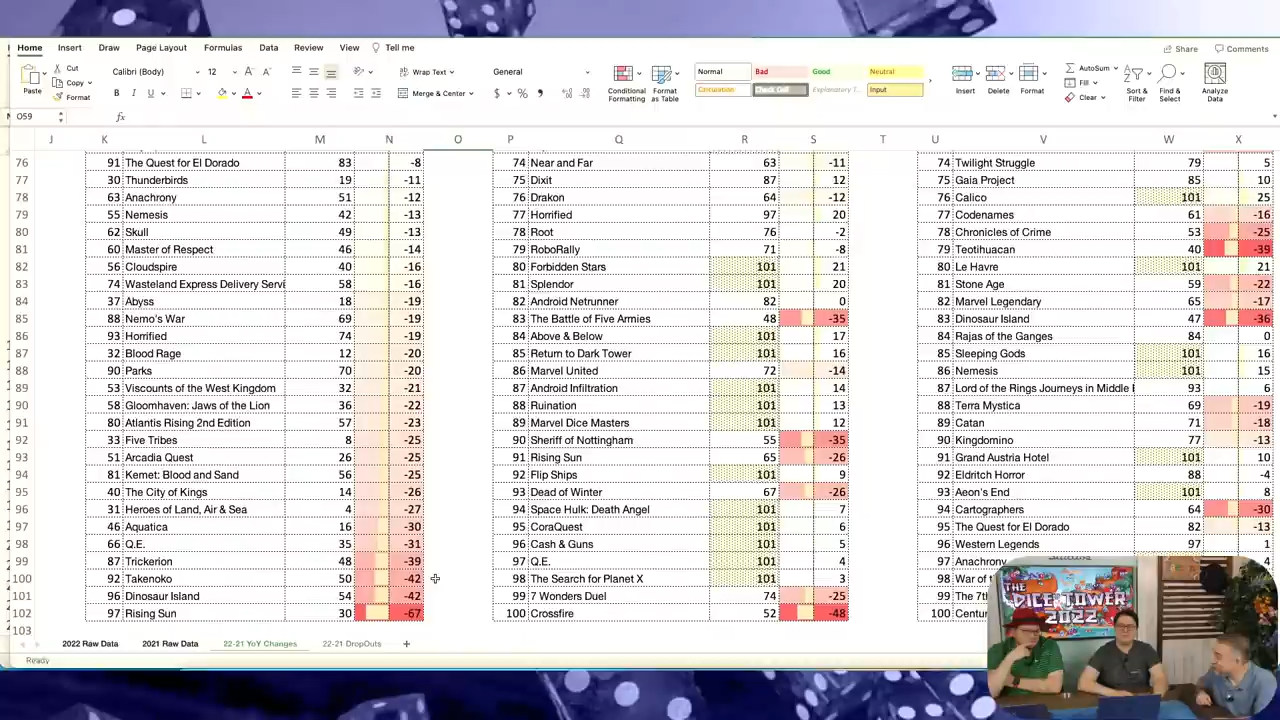 Home Insert Draw Page Layout Formulas Data Review View Tell me Share Comments
Paste Cut Copy Format Calibri (Body) 12 Wrap Text General Conditional Formatting Format as Table Normal Bad Good Neutral Calculation Check Cell Explanatory T... Input Insert Delete Format AutoSum Fill Clear Sort & Filter Find & Select Analyze Data
B I U Merge & Center $ %
O59 fx
J K L M N O P Q R S T U V W X
76 91 The Quest for El Dorado 83 -8 74 Near and Far 63 -11 74 Twilight Struggle 79 5
77 30 Thunderbirds 19 -11 75 Dixit 87 12 75 Gaia Project 85 10
78 63 Anachrony 51 -12 76 Drakon 64 -12 76 Calico 101 25
79 55 Nemesis 42 -13 77 Horrified 97 20 77 Codenames 61 -16
80 62 Skull 49 -13 78 Root 76 -2 78 Chronicles of Crime 53 -25
81 60 Master of Respect 46 -14 79 RoboRally 71 -8 79 Teotihuacan 40 -39
82 56 Cloudspire 40 -16 80 Forbidden Stars 101 21 80 Le Havre 101 21
83 74 Wasteland Express Delivery Servi 58 -16 81 Splendor 101 20 81 Stone Age 59 -22
84 37 Abyss 18 -19 82 Android Netrunner 82 0 82 Marvel Legendary 65 -17
85 88 Nemo's War 69 -19 83 The Battle of Five Armies 48 -35 83 Dinosaur Island 47 -36
86 93 Horrified 74 -19 84 Above & Below 101 17 84 Rajas of the Ganges 84 0
87 32 Blood Rage 12 -20 85 Return to Dark Tower 101 16 85 Sleeping Gods 101 16
88 90 Parks 70 -20 86 Marvel United 72 -14 86 Nemesis 101 15
89 53 Viscounts of the West Kingdom 32 -21 87 Android Infiltration 101 14 87 Lord of the Rings Journeys in Middle E 93 6
90 58 Gloomhaven: Jaws of the Lion 36 -22 88 Ruination 101 13 88 Terra Mystica 69 -19
91 80 Atlantis Rising 2nd Edition 57 -23 89 Marvel Dice Masters 101 12 89 Catan 71 -18
92 33 Five Tribes 8 -25 90 Sheriff of Nottingham 55 -35 90 Kingdomino 77 -13
93 51 Arcadia Quest 26 -25 91 Rising Sun 65 -26 91 Grand Austria Hotel 101 10
94 81 Kemet: Blood and Sand 56 -25 92 Flip Ships 101 9 92 Eldritch Horror 88 -4
95 40 The City of Kings 14 -26 93 Dead of Winter 67 -26 93 Aeon's End 101 8
96 31 Heroes of Land, Air & Sea 4 -27 94 Space Hulk: Death Angel 101 7 94 Cartographers 64 -30
97 46 Aquatica 16 -30 95 CoraQuest 101 6 95 The Quest for El Dorado 82 -13
98 66 Q.E. 35 -31 96 Cash & Guns 101 5 96 Western Legends 97 1
99 87 Trickerion 48 -39 97 Q.E. 101 4 97 Anachrony 4
100 92 Takenoko 50 -42 98 The Search for Planet X 101 3 98 War of t
101 96 Dinosaur Island 54 -42 99 7 Wonders Duel 74 -25 99 The 7th
102 97 Rising Sun 30 -67 100 Crossfire 52 -48 100 Centur
103
2022 Raw Data 2021 Raw Data 22-21 YoY Changes 22-21 DropOuts +
Ready
THE
DICE TOWER
2022